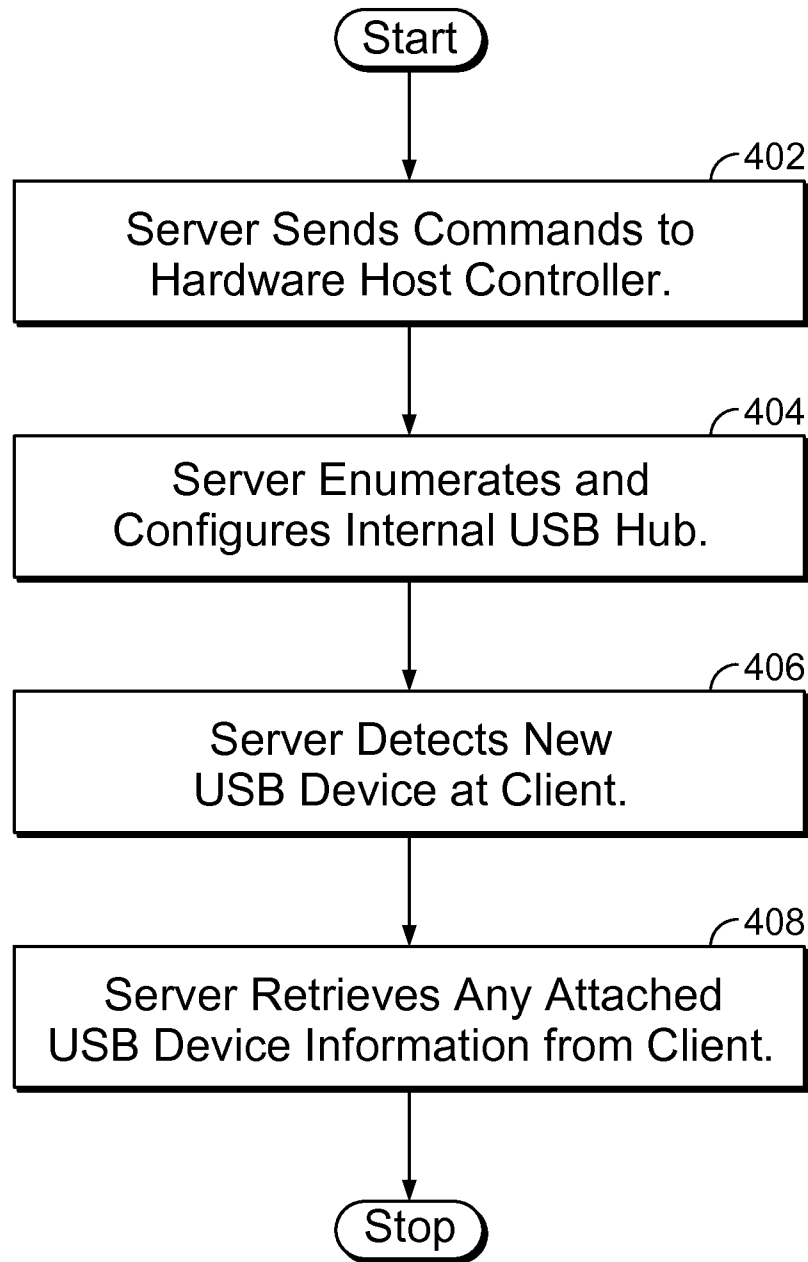 Start
402
Server Sends Commands to
Hardware Host Controller.
404
Server Enumerates and
Configures Internal USB Hub.
406
Server Detects New
USB Device at Client.
408
Server Retrieves Any Attached
USB Device Information from Client.
Stop